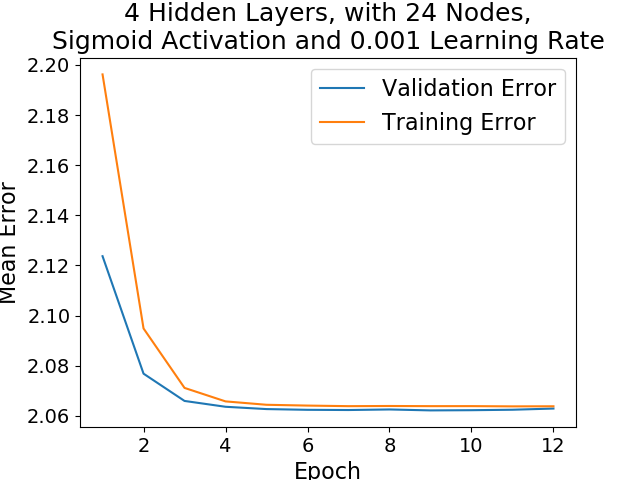 4 Hidden Layers, with 24 Nodes,
Sigmoid Activation and 0.001 Learning Rate
Validation Error
Training Error
2.20
2.18
2.16
2.14
2.12
2.10
2.08
2.06
Mean Error
2 4 6 8 10 12
Epoch